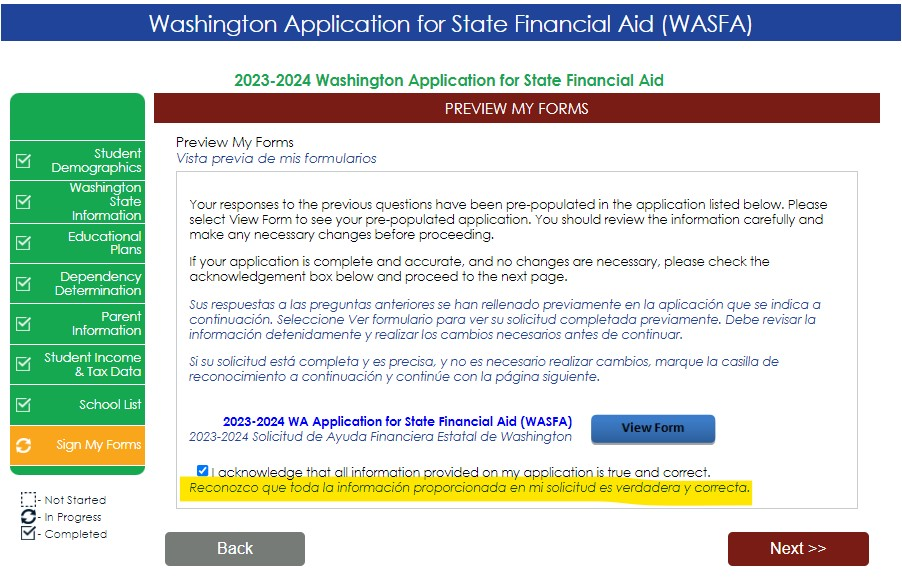 Washington Application for State Financial Aid (WASFA)
2023-2024 Washington Application for State Financial Aid
PREVIEW MY FORMS
Student
Demographics
Washington
State
Information
Educational
Plans
Dependency
Determination
Parent
Information
Student Income
& Tax Data
School List
Sign My Forms
- Not Started
- In Progress
- Completed
Preview My Forms
Vista previa de mis formularios
Your responses to the previous questions have been pre-populated in the application listed below. Please
select View Form to see your pre-populated application. You should review the information carefully and
make any necessary changes before proceeding.
If your application is complete and accurate, and no changes are necessary, please check the
acknowledgement box below and proceed to the next page.
Sus respuestas a las preguntas anteriores se han rellenado previamente en la aplicación que se indica a
continuación. Seleccione Ver formulario para ver su solicitud completada previamente. Debe revisar la
información detenidamente y realizar los cambios necesarios antes de continuar.
Si su solicitud está completa y es precisa, y no es necesario realizar cambios, marque la casilla de
reconocimiento a continuación y continúe con la página siguiente.
2023-2024 WA Application for State Financial Aid (WASFA)
2023-2024 Solicitud de Ayuda Financiera Estatal de Washington
View Form
I acknowledge that all information provided on my application is true and correct.
Reconozco que toda la información proporcionada en mi solicitud es verdadera y correcta.
Back
Next >>